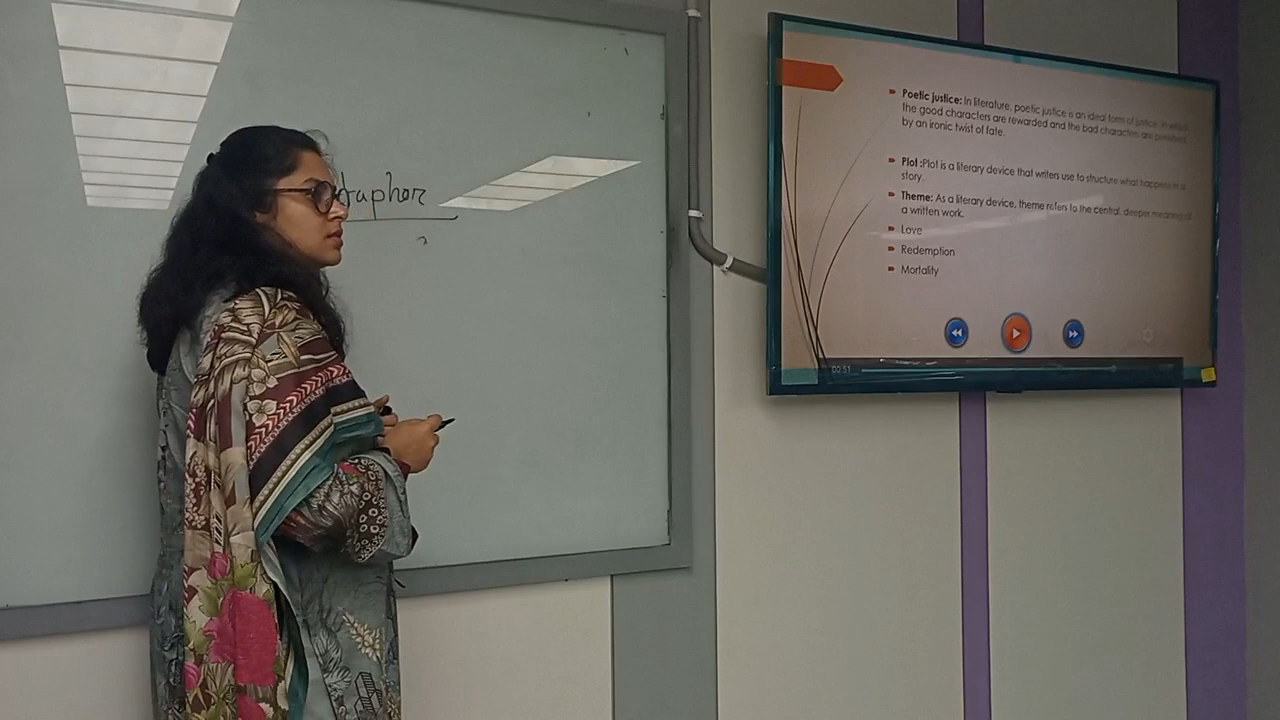 taphor
Poetic justice: In literature, poetic justice is an ideal form of justice, in which
the good characters are rewarded and the bad characters are punished
by an ironic twist of fate.
Plot :Plot is a literary device that writers use to structure what happens in a
story.
Theme: As a literary device, theme refers to the central, deeper meaning of
a written work.
Love
Redemption
Mortality
00:51